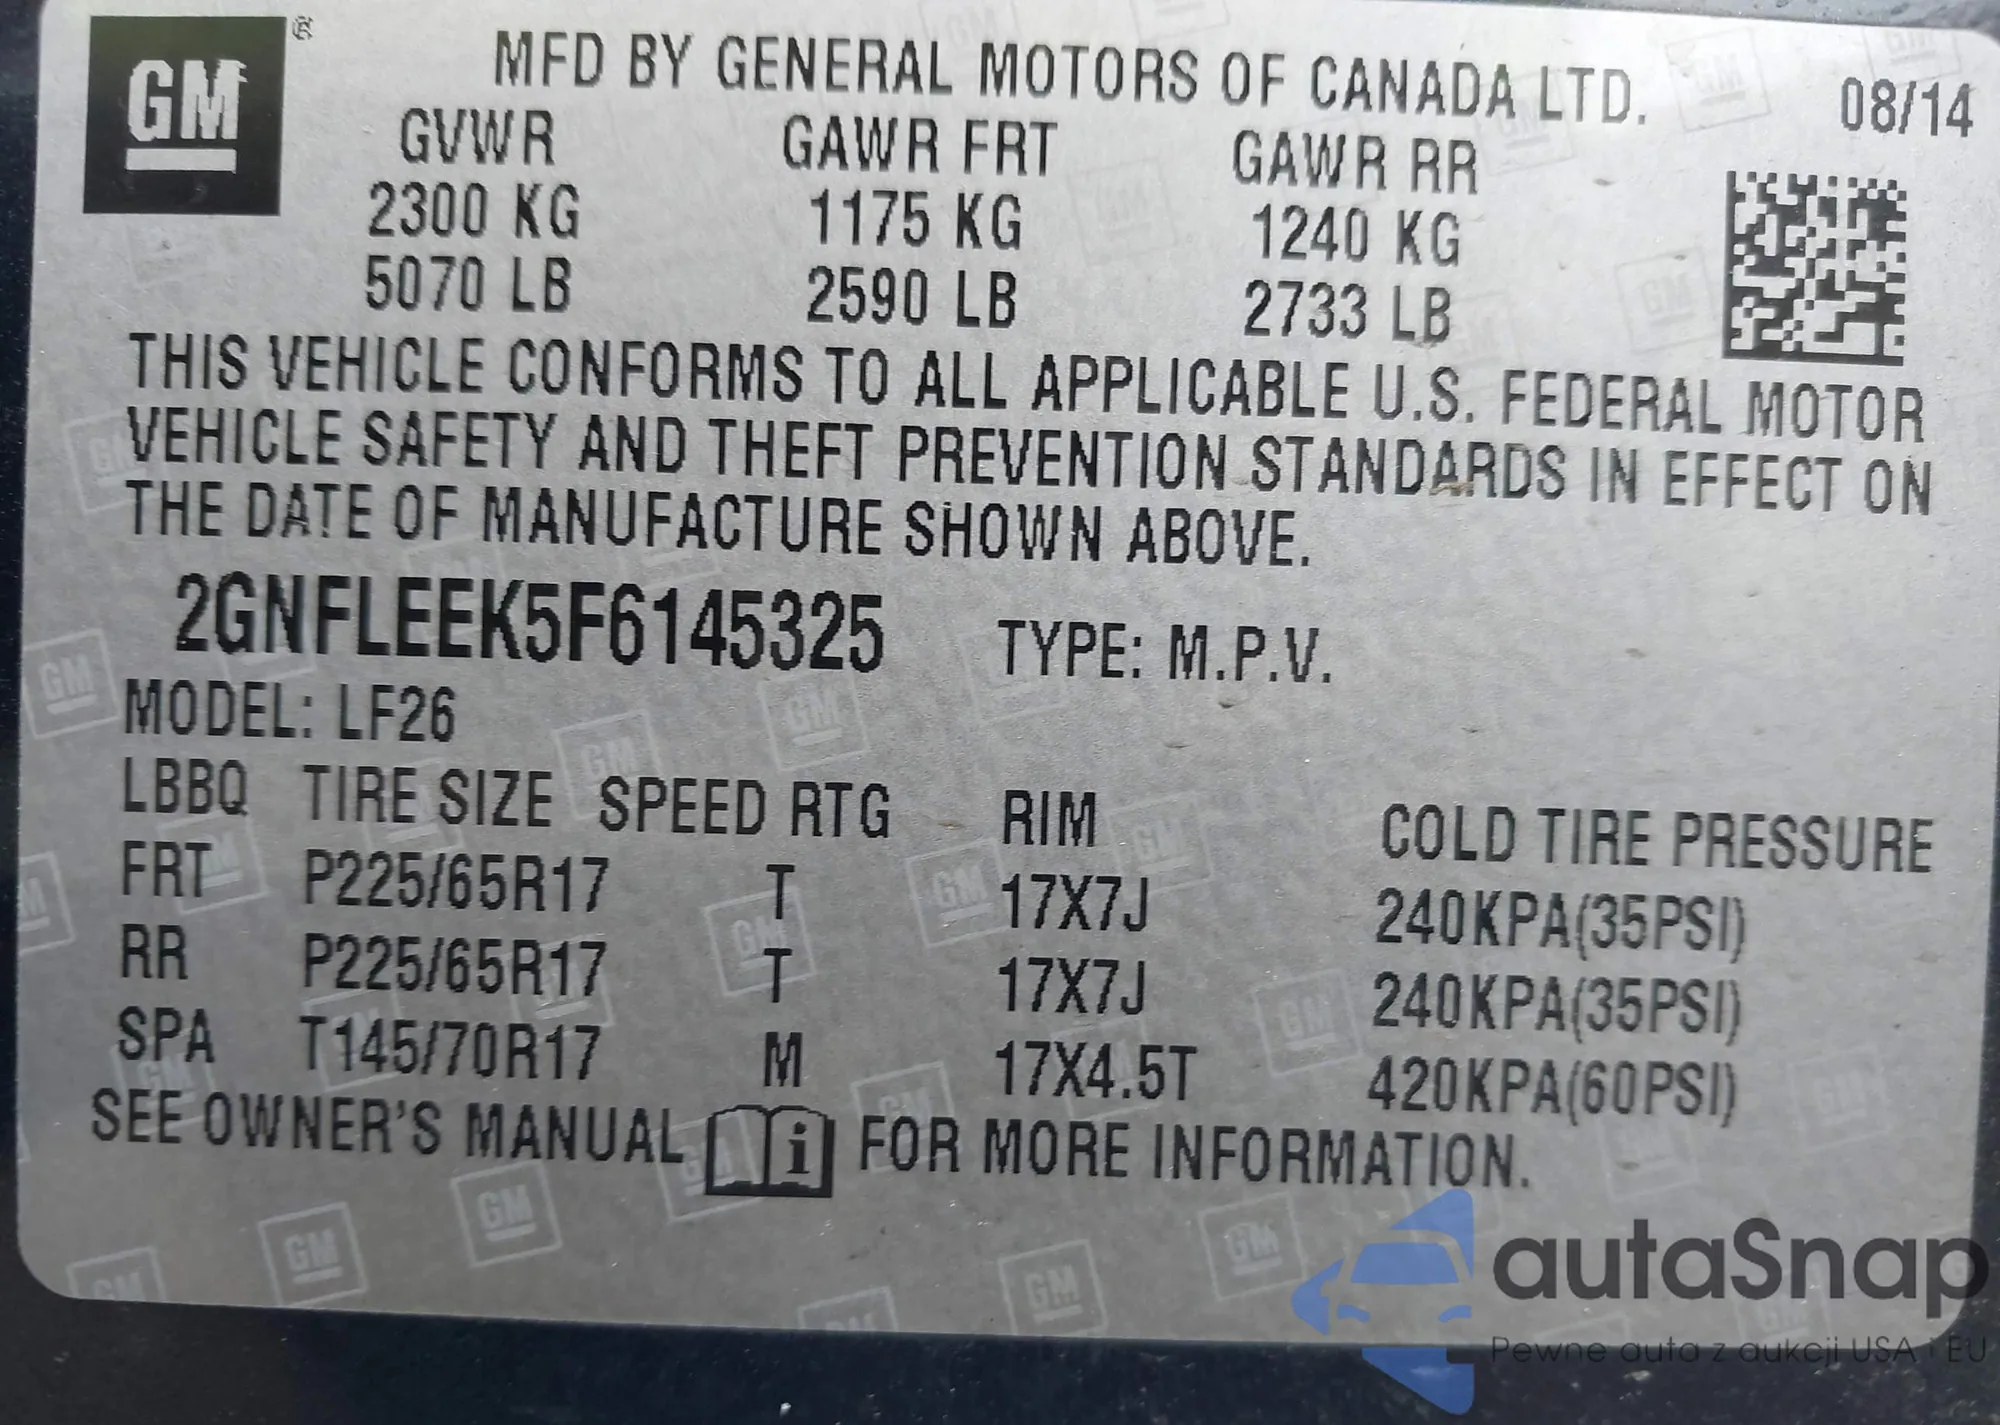 GM ®
MFD BY GENERAL MOTORS OF CANADA LTD. 08/14
GVWR GAWR FRT GAWR RR
2300 KG 1175 KG 1240 KG
5070 LB 2590 LB 2733 LB
THIS VEHICLE CONFORMS TO ALL APPLICABLE U.S. FEDERAL MOTOR
VEHICLE SAFETY AND THEFT PREVENTION STANDARDS IN EFFECT ON
THE DATE OF MANUFACTURE SHOWN ABOVE.
2GNFLEEK5F6145325 TYPE: M.P.V.
MODEL: LF26
LBBQ TIRE SIZE SPEED RTG RIM COLD TIRE PRESSURE
FRT P225/65R17 T 17X7J 240KPA(35PSI)
RR P225/65R17 T 17X7J 240KPA(35PSI)
SPA T145/70R17 M 17X4.5T 420KPA(60PSI)
SEE OWNER'S MANUAL i FOR MORE INFORMATION.
autaSnap
Pewne auta z aukcji USA i EU